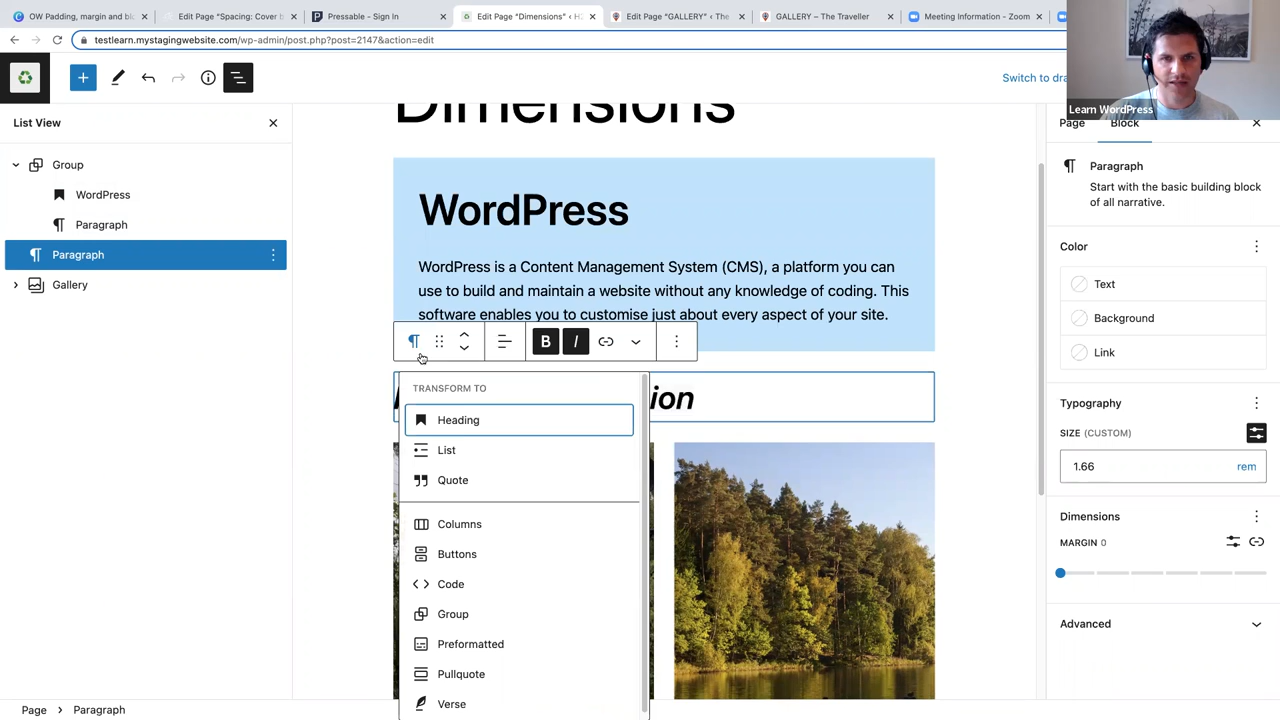 OW Padding, margin and bl
Edit Page "Spacing: Cover b
Pressable - Sign In
Edit Page "Dimensions" ‹ H
Edit Page "GALLERY" ‹ The
GALLERY – The Traveller
Meeting Information - Zoom
testlearn.mystagingwebsite.com/wp-admin/post.php?post=2147&action=edit
Switch to dra
Learn WordPress
List View
Group
WordPress
Paragraph
Paragraph
Gallery
Dimensions
WordPress
WordPress is a Content Management System (CMS), a platform you can
use to build and maintain a website without any knowledge of coding. This
software enables you to customise just about every aspect of your site.
B I
ion
TRANSFORM TO
Heading
List
Quote
Columns
Buttons
Code
Group
Preformatted
Pullquote
Verse
Page Block
Paragraph
Start with the basic building block
of all narrative.
Color
Text
Background
Link
Typography
SIZE (CUSTOM)
1.66 rem
Dimensions
MARGIN 0
Advanced
Page > Paragraph